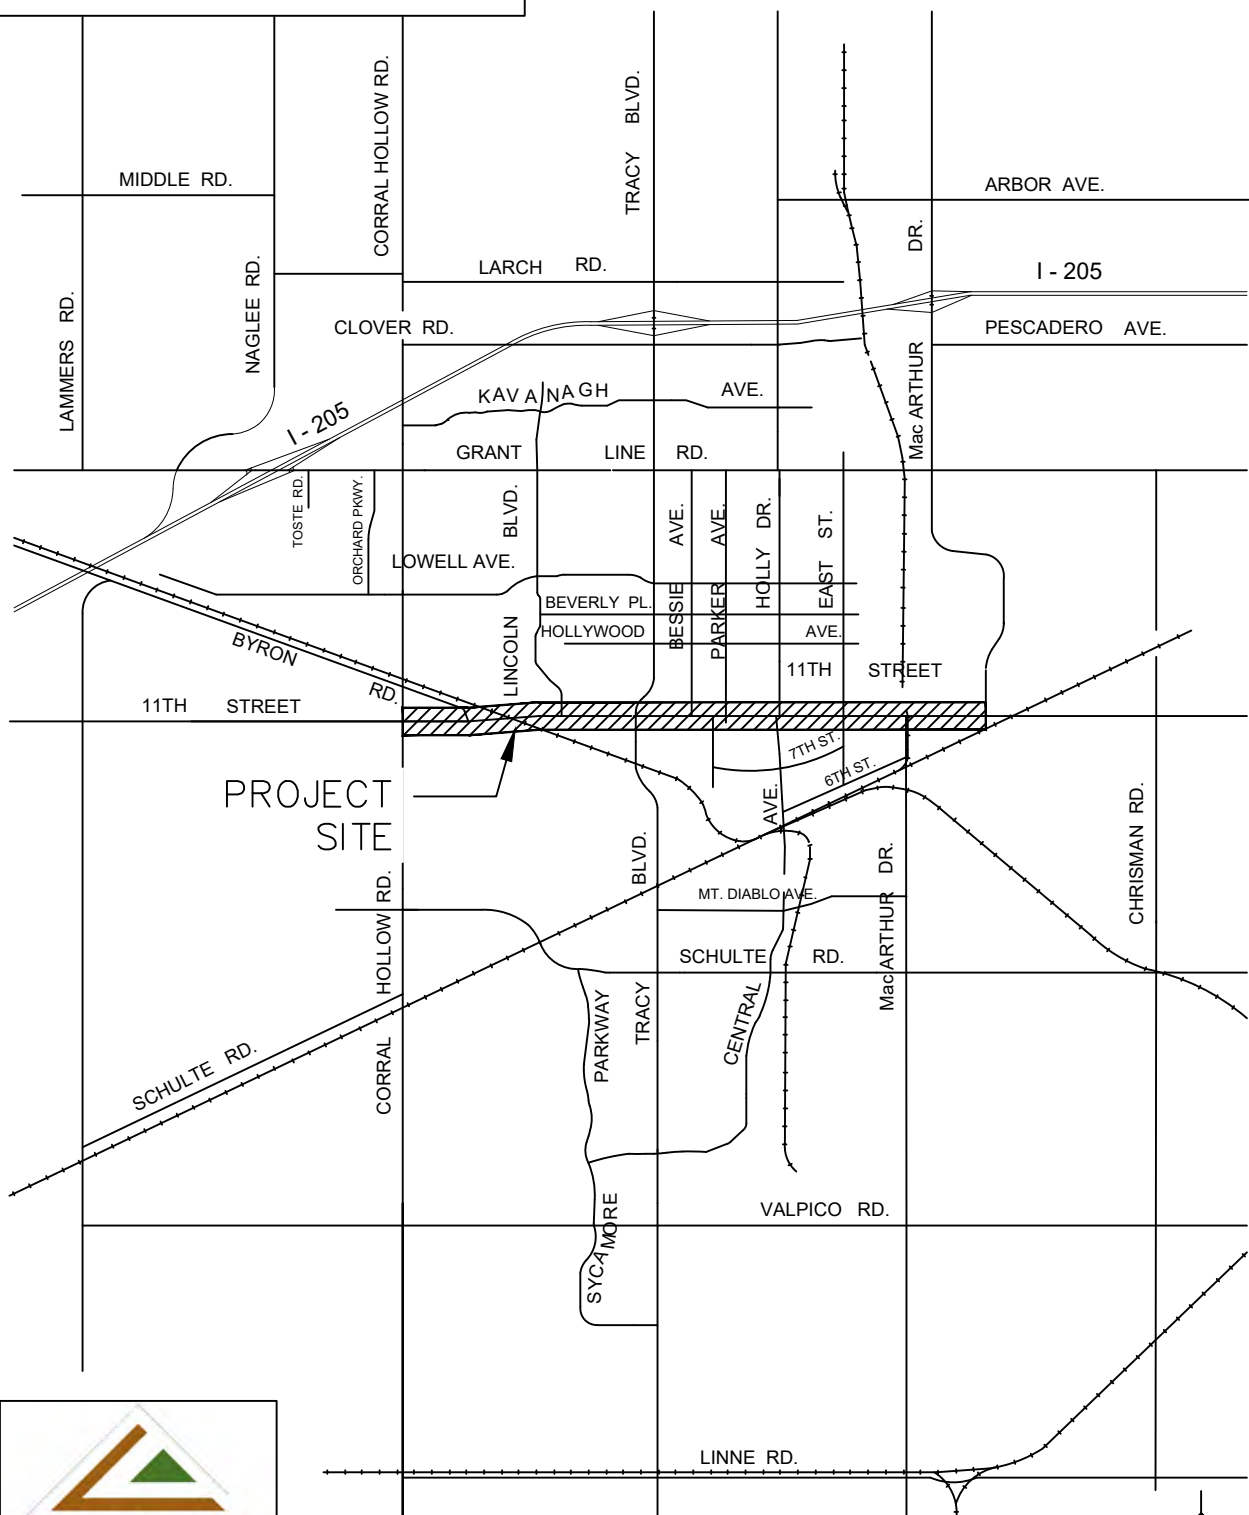 CORRAL HOLLOW RD.
TRACY BLVD.
MIDDLE RD.
ARBOR AVE.
NAGLEE RD.
LARCH RD.
DR.
I - 205
LAMMERS RD.
CLOVER RD.
PESCADERO AVE.
Mac ARTHUR
KAVANAGH AVE.
I - 205
GRANT LINE RD.
TOSTE RD.
ORCHARD PKWY.
BLVD.
AVE.
AVE.
HOLLY DR.
EAST ST.
LOWELL AVE.
BEVERLY PL.
BESSIE
PARKER
HOLLYWOOD AVE.
LINCOLN
BYRON RD.
11TH STREET
11TH STREET
7TH ST.
6TH ST.
PROJECT
SITE
AVE.
BLVD.
CHRISMAN RD.
MT. DIABLO AVE.
CORRAL HOLLOW RD.
MacARTHUR DR.
SCHULTE RD.
PARKWAY
TRACY
CENTRAL
SCHULTE RD.
SYCAMORE
VALPICO RD.
LINNE RD.